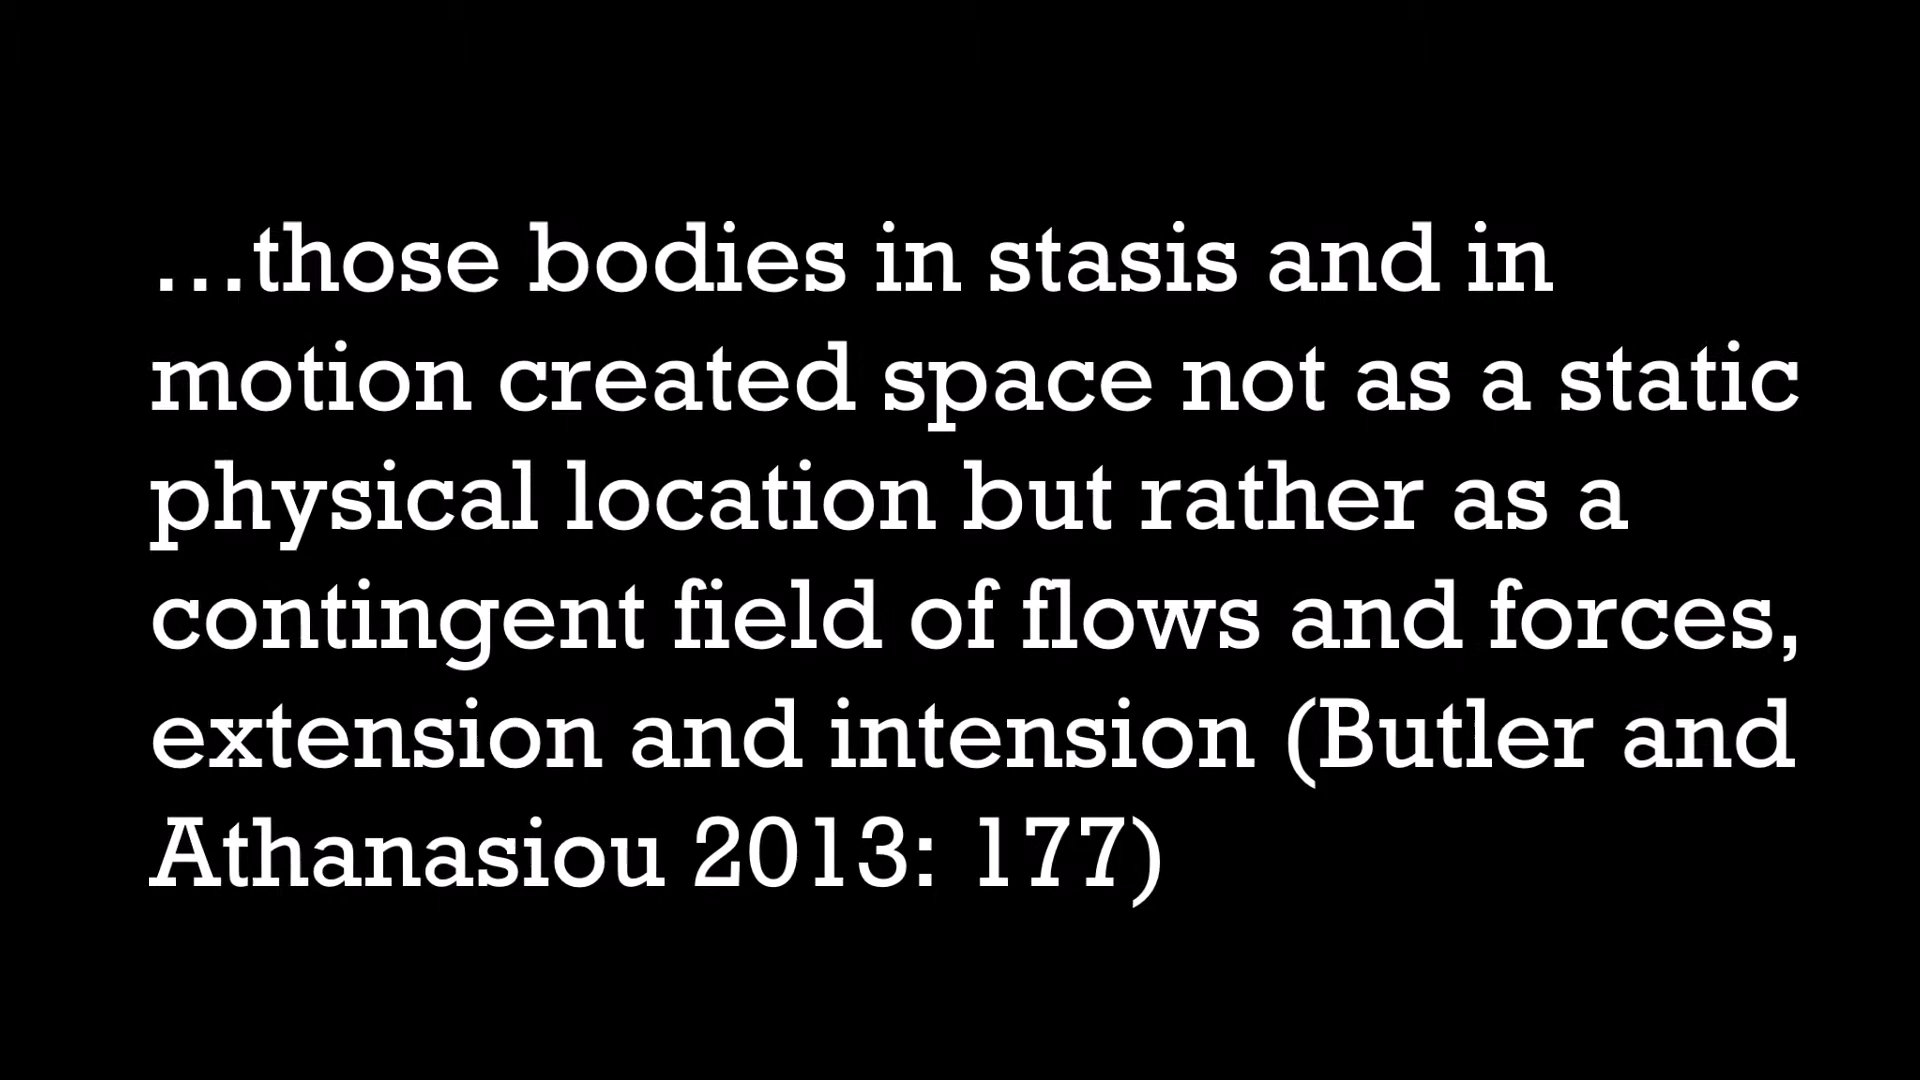 ...those bodies in stasis and in
motion created space not as a static
physical location but rather as a
contingent field of flows and forces,
extension and intension (Butler and
Athanasiou 2013: 177)